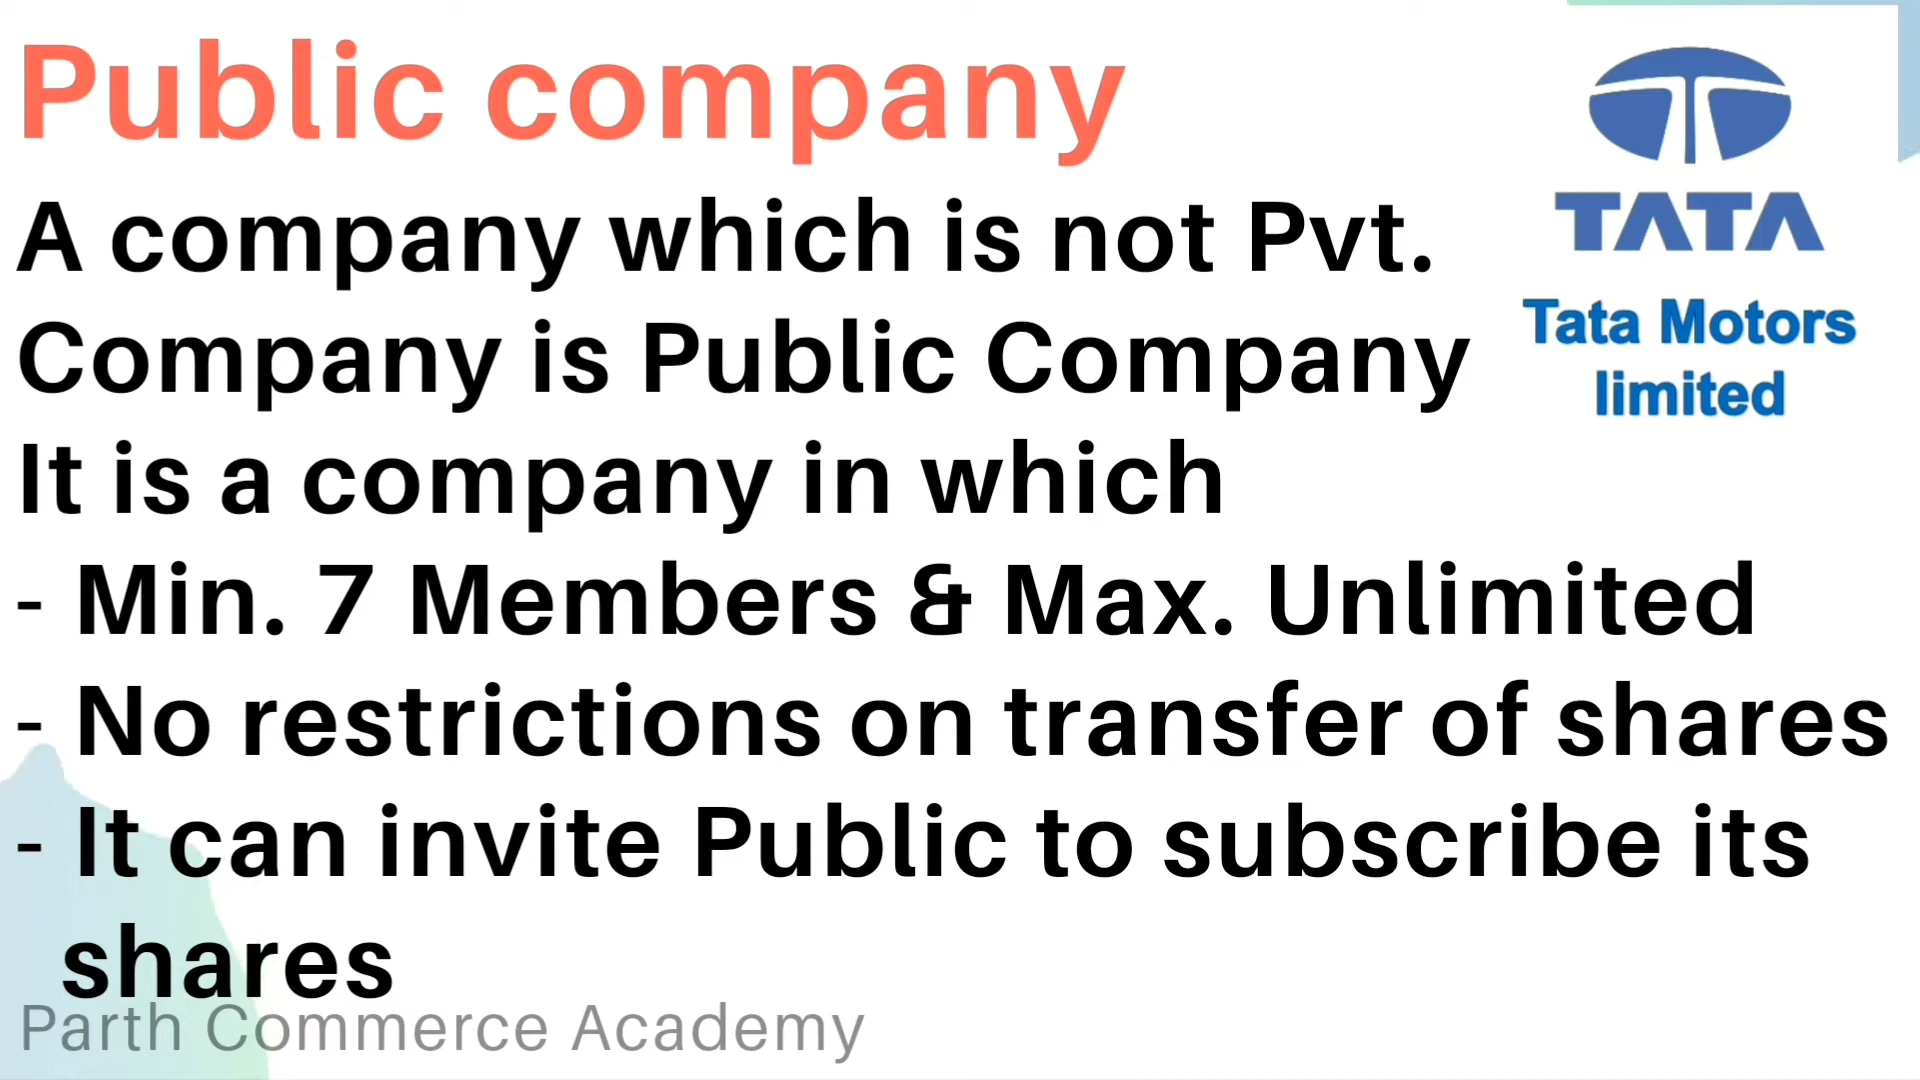 Public company
A company which is not Pvt.
Company is Public Company
It is a company in which
- Min. 7 Members & Max. Unlimited
- No restrictions on transfer of shares
- It can invite Public to subscribe its
shares
Parth Commerce Academy
TATA
Tata Motors
limited